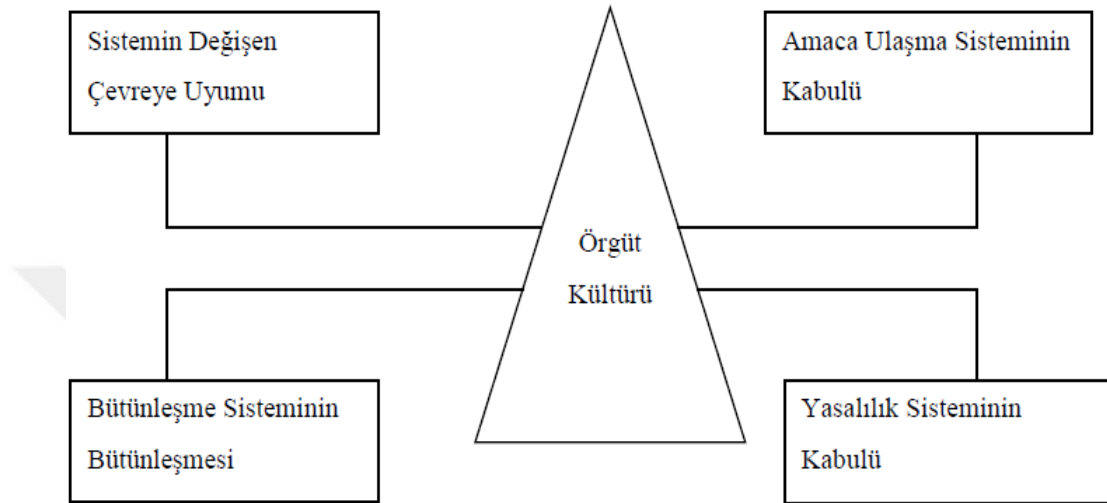 Sistemin Değişen
Çevreye Uyumu
Amaca Ulaşma Sisteminin
Kabulü
Örgüt
Kültürü
Bütünleşme Sisteminin
Bütünleşmesi
Yasalılık Sisteminin
Kabulü